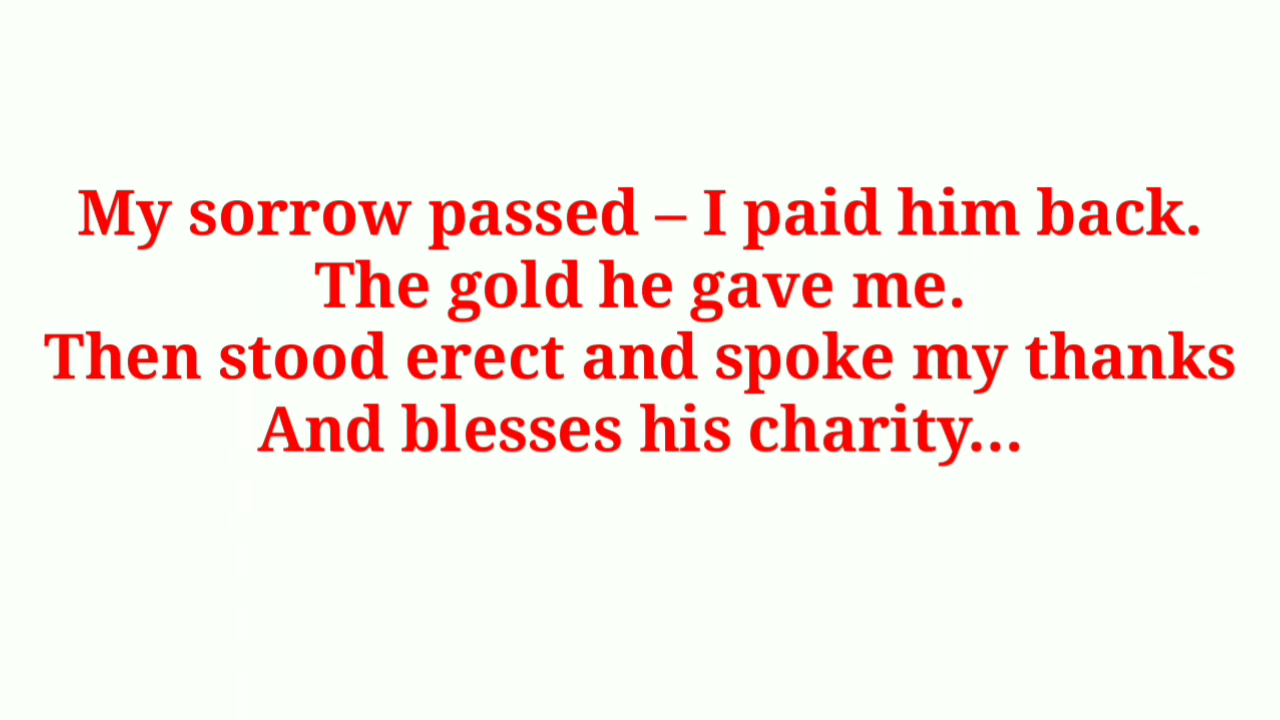 My sorrow passed – I paid him back.
The gold he gave me.
Then stood erect and spoke my thanks
And blesses his charity...